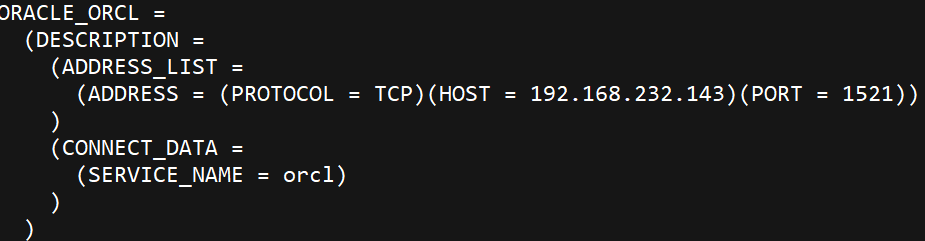 ORACLE_ORCL =
  (DESCRIPTION =
    (ADDRESS_LIST =
      (ADDRESS = (PROTOCOL = TCP)(HOST = 192.168.232.143)(PORT = 1521))
    )
    (CONNECT_DATA =
      (SERVICE_NAME = orcl)
    )
  )